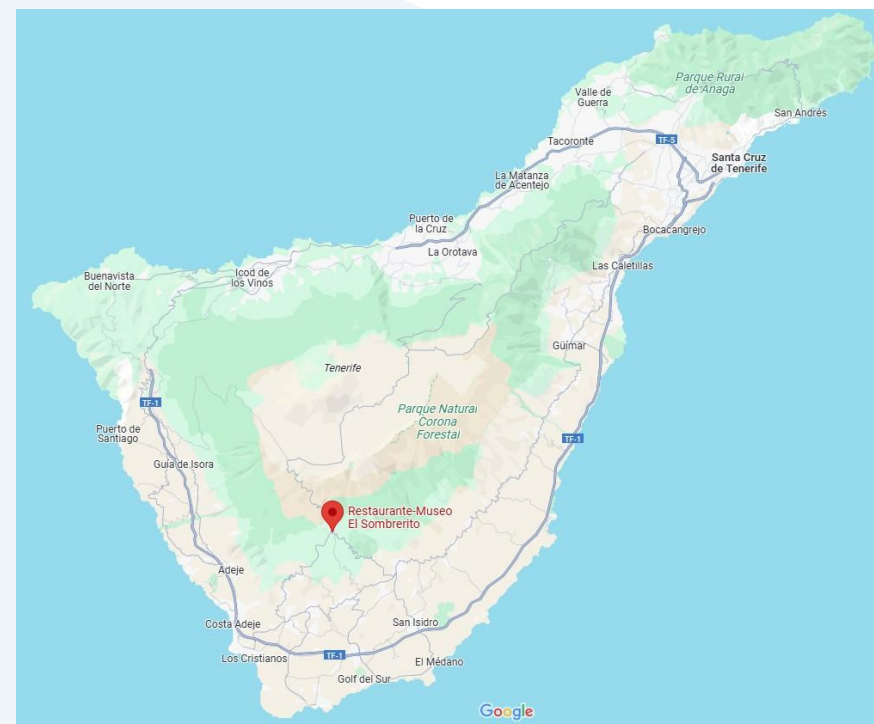 Parque Rural
de Anaga
Valle de
Guerra
San Andrés
Tacoronte
TF-5
Santa Cruz
de Tenerife
La Matanza
de Acentejo
Puerto de
la Cruz
Bocacangrejo
La Orotava
Las Caletillas
Buenavista
del Norte
Icod de
los Vinos
Güímar
Tenerife
TF-1
Parque Natural
Corona
Forestal
Puerto de
Santiago
TF-1
Guía de Isora
Restaurante-Museo
El Sombrerito
Adeje
Costa Adeje
San Isidro
Los Cristianos
TF-1
El Médano
Golf del Sur
Google